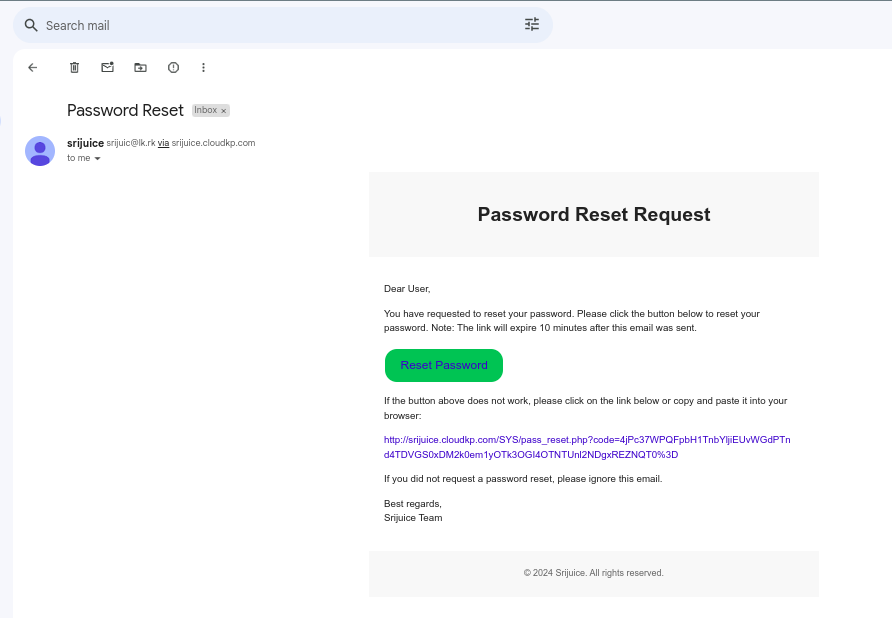 Search mail
Password Reset Inbox ×
srijuice srijuic@lk.rk via srijuice.cloudkp.com
to me
Password Reset Request
Dear User,
You have requested to reset your password. Please click the button below to reset your
password. Note: The link will expire 10 minutes after this email was sent.
Reset Password
If the button above does not work, please click on the link below or copy and paste it into your
browser:
http://srijuice.cloudkp.com/SYS/pass_reset.php?code=4jPc37WPQFpbH1TnbYljiEUvWGdPTn
d4TDVGS0xDM2k0em1yOTk3OGI4OTNTUnl2NDgxREZNQT0%3D
If you did not request a password reset, please ignore this email.
Best regards,
Srijuice Team
© 2024 Srijuice. All rights reserved.